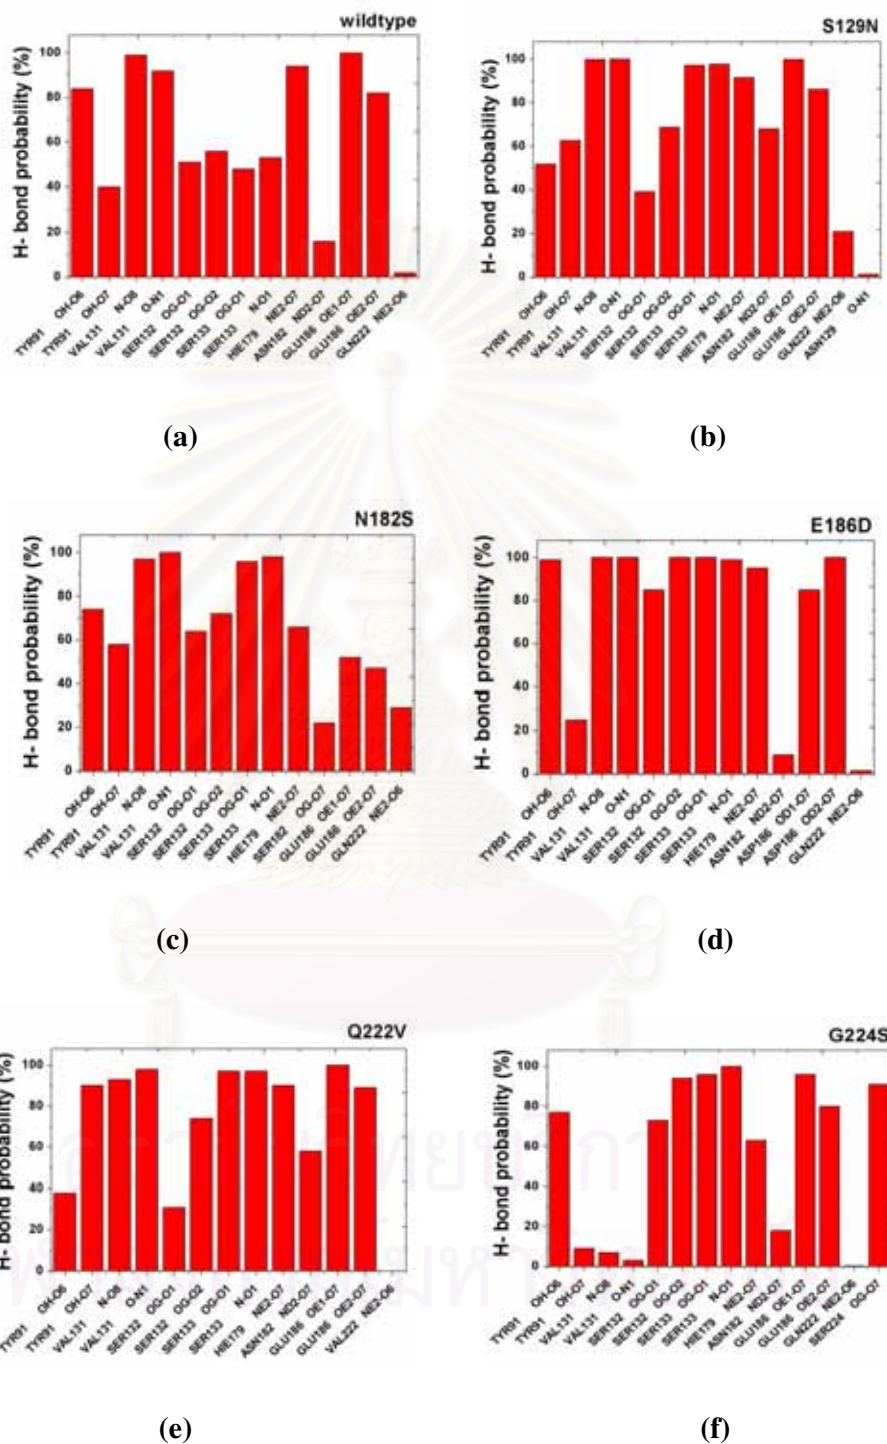 wildtype
H- bond probability (%)
100
80
60
40
20
0
TYR91 OH-O6
TYR91 OH-O7
VAL131 N-O8
VAL131 O-N1
SER132 OG-O1
SER132 OG-O2
SER133 OG-O1
SER133 N-O1
HIE179 NE2-O7
ASN182 ND2-O7
GLU186 OE1-O7
GLU186 OE2-O7
GLN222 NE2-O6
(a)
S129N
H- bond probability (%)
100
80
60
40
20
0
TYR91 OH-O6
TYR91 OH-O7
VAL131 N-O8
VAL131 O-N1
SER132 OG-O1
SER132 OG-O2
SER133 OG-O1
SER133 N-O1
HIE179 NE2-O7
ASN182 ND2-O7
GLU186 OE1-O7
GLU186 OE2-O7
GLN222 NE2-O6
ASN129 O-N1
(b)
N182S
H- bond probability (%)
100
80
60
40
20
0
TYR91 OH-O6
TYR91 OH-O7
VAL131 N-O8
VAL131 O-N1
SER132 OG-O1
SER132 OG-O2
SER133 OG-O1
SER133 N-O1
HIE179 NE2-O7
SER182 OG-O7
GLU186 OE1-O7
GLU186 OE2-O7
GLN222 NE2-O6
(c)
E186D
H- bond probability (%)
100
80
60
40
20
0
TYR91 OH-O6
TYR91 OH-O7
VAL131 N-O8
VAL131 O-N1
SER132 OG-O1
SER132 OG-O2
SER133 OG-O1
SER133 N-O1
HIE179 NE2-O7
ASN182 ND2-O7
ASP186 OD1-O7
ASP186 OD2-O7
GLN222 NE2-O6
(d)
Q222V
H- bond probability (%)
100
80
60
40
20
0
TYR91 OH-O6
TYR91 OH-O7
VAL131 N-O8
VAL131 O-N1
SER132 OG-O1
SER132 OG-O2
SER133 OG-O1
SER133 N-O1
HIE179 NE2-O7
ASN182 ND2-O7
GLU186 OE1-O7
GLU186 OE2-O7
VAL222 NE2-O6
(e)
G224S
H- bond probability (%)
100
80
60
40
20
0
TYR91 OH-O6
TYR91 OH-O7
VAL131 N-O8
VAL131 O-N1
SER132 OG-O1
SER132 OG-O2
SER133 OG-O1
SER133 N-O1
HIE179 NE2-O7
ASN182 ND2-O7
GLU186 OE1-O7
GLU186 OE2-O7
GLN222 NE2-O6
SER224 OG-O7
(f)